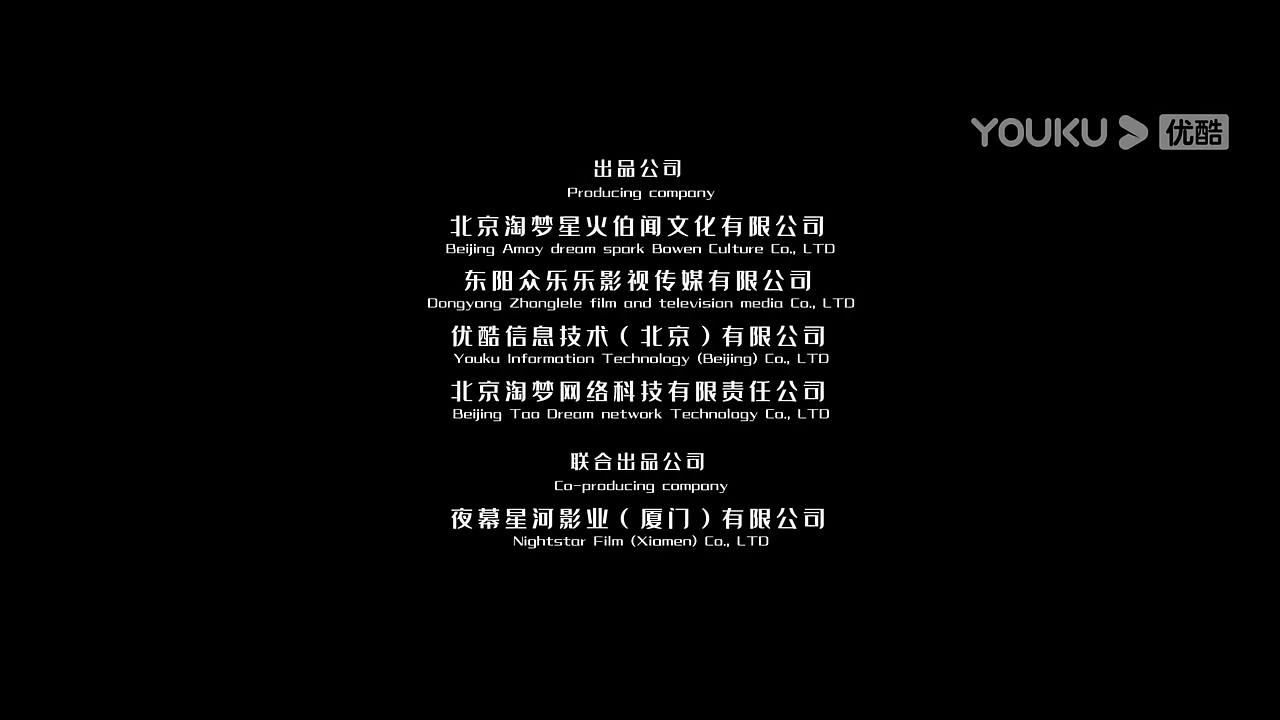 YOUKU 优酷
出品公司
Producing company
北京淘梦星火伯闻文化有限公司
Beijing Amoy dream spark Bowen Culture Co., LTD
东阳众乐乐影视传媒有限公司
Dongyang Zhonglele film and television media Co., LTD
优酷信息技术（北京）有限公司
Youku Information Technology (Beijing) Co., LTD
北京淘梦网络科技有限责任公司
Beijing Tao Dream network Technology Co., LTD
联合出品公司
Co-producing company
夜幕星河影业（厦门）有限公司
Nightstar Film (Xiamen) Co., LTD